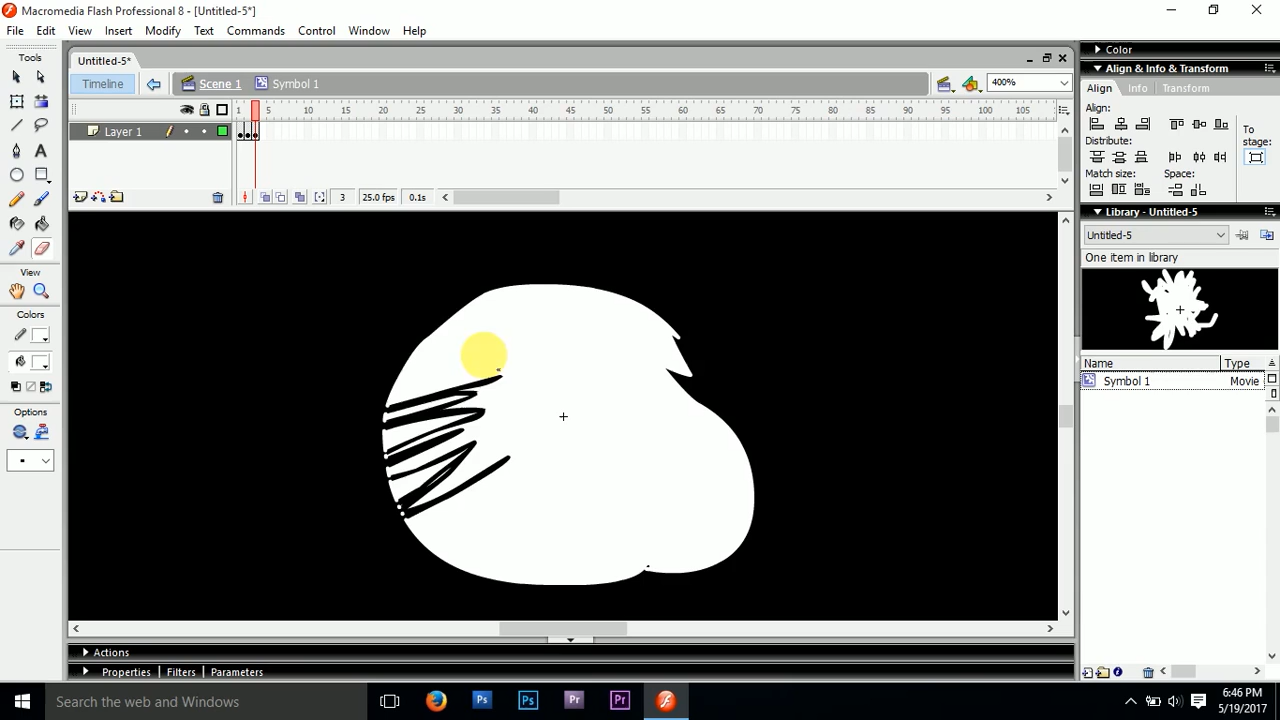 Macromedia Flash Professional 8 - [Untitled-5*]
File Edit View Insert Modify Text Commands Control Window Help
Tools
View
Colors
Options
Untitled-5*
Timeline Scene 1 Symbol 1 400%
1 5 10 15 20 25 30 35 40 45 50 55 60 65 70 75 80 85 90 95 100 105
Layer 1
3 25.0 fps 0.1s
Actions
Properties Filters Parameters
Color
Align & Info & Transform
Align Info Transform
Align:
To
stage:
Distribute:
Match size: Space:
Library - Untitled-5
Untitled-5
One item in library
Name Type
Symbol 1 Movie
Search the web and Windows
Ps Ps Pr Pr
6:46 PM
5/19/2017